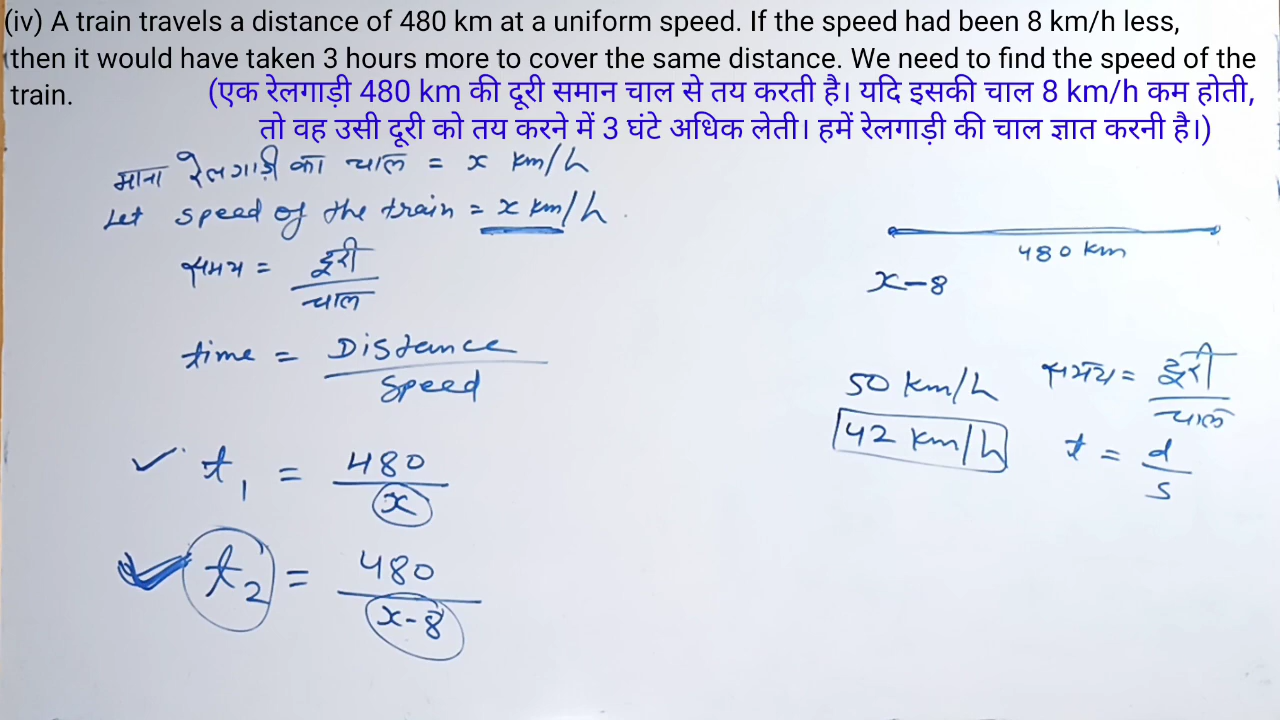 (iv) A train travels a distance of 480 km at a uniform speed. If the speed had been 8 km/h less,
then it would have taken 3 hours more to cover the same distance. We need to find the speed of the
train.
(एक रेलगाड़ी 480 km की दूरी समान चाल से तय करती है। यदि इसकी चाल 8 km/h कम होती,
तो वह उसी दूरी को तय करने में 3 घंटे अधिक लेती। हमें रेलगाड़ी की चाल ज्ञात करनी है।)
माना रेलगाड़ी का चाल = x km/h
Let speed of the train = x km/h.
समय = दूरी
चाल
time = Distance
Speed
t1 = 480
x
t2 = 480
x-8
480 km
x-8
50 km/h
42 km/h
समय = दूरी
चाल
t = d
s